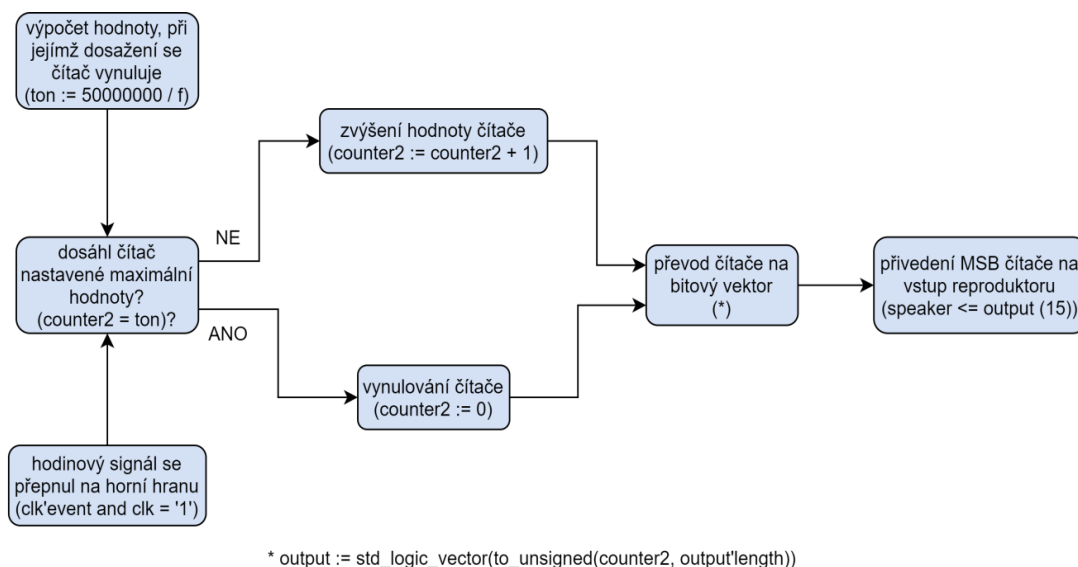 výpočet hodnoty, při
jejímž dosažení se
čítač vynuluje
(ton := 50000000 / f)
zvýšení hodnoty čítače
(counter2 := counter2 + 1)
NE
dosáhl čítač
nastavené maximální
hodnoty?
(counter2 = ton)?
ANO
převod čítače na
bitový vektor
(*)
přivedení MSB čítače na
vstup reproduktoru
(speaker <= output (15))
vynulování čítače
(counter2 := 0)
hodinový signál se
přepnul na horní hranu
(clk'event and clk = '1')
* output := std_logic_vector(to_unsigned(counter2, output'length))